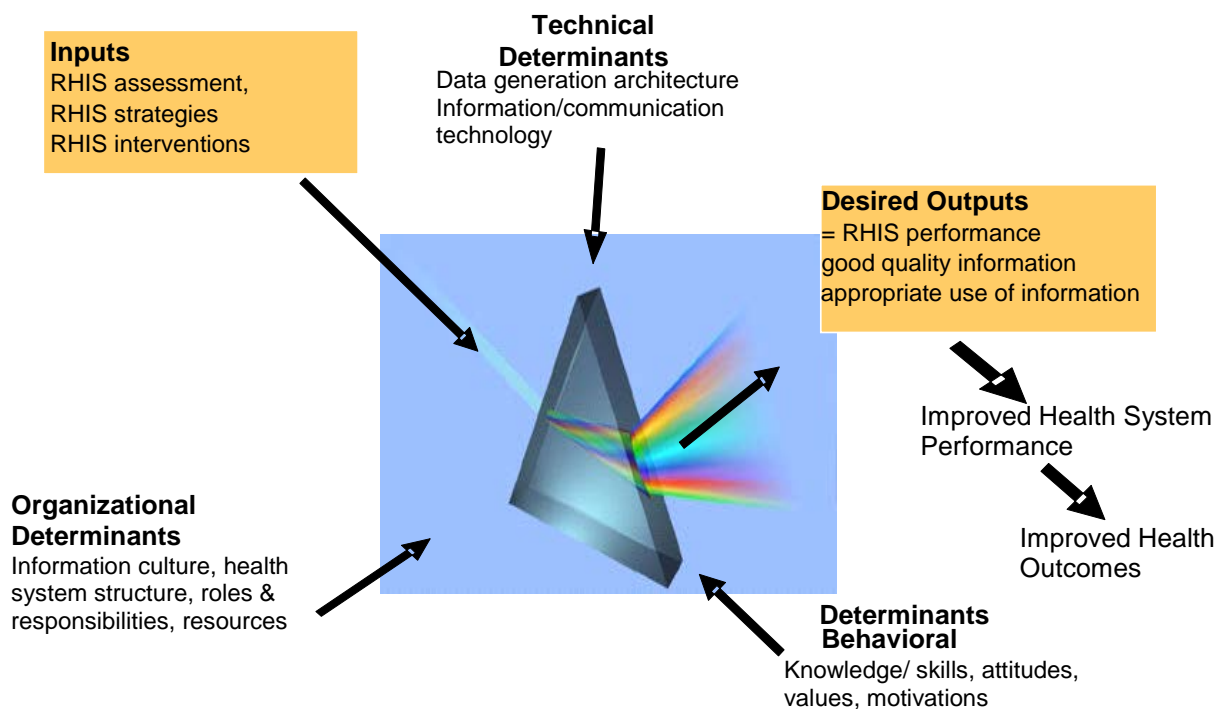 Technical
Determinants
Data generation architecture
Information/communication
technology
Inputs
RHIS assessment,
RHIS strategies
RHIS interventions
Desired Outputs
= RHIS performance
good quality information
appropriate use of information
Improved Health System
Performance
Improved Health
Outcomes
Organizational
Determinants
Information culture, health
system structure, roles &
responsibilities, resources
Determinants
Behavioral
Knowledge/ skills, attitudes,
values, motivations